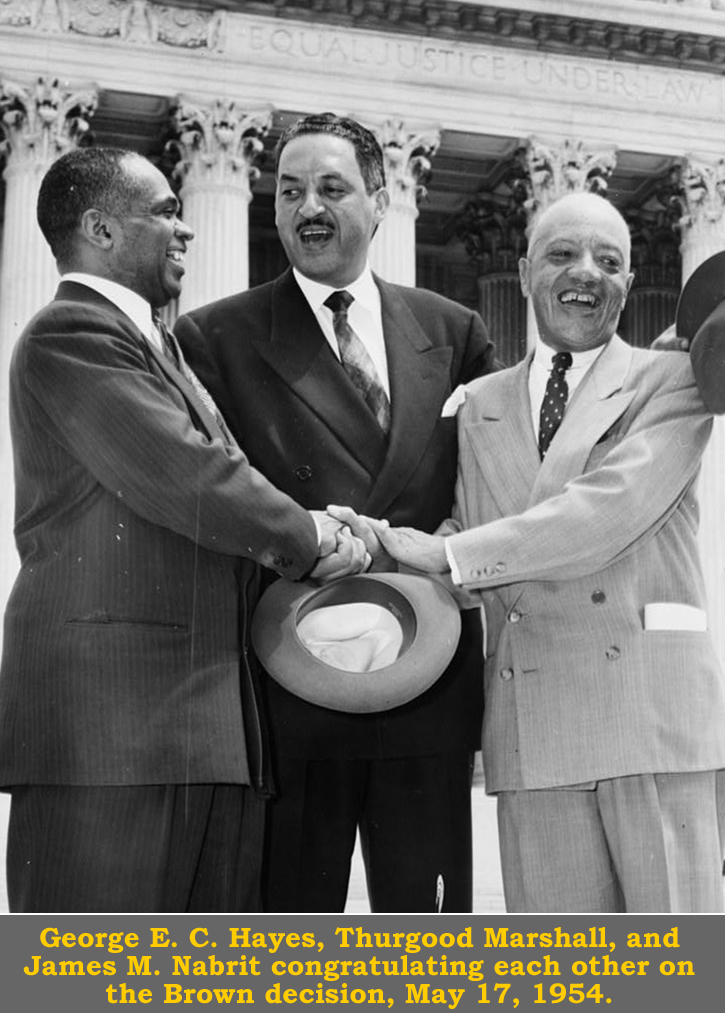 EQUAL JUSTICE UNDER LAW
George E. C. Hayes, Thurgood Marshall, and
James M. Nabrit congratulating each other on
the Brown decision, May 17, 1954.